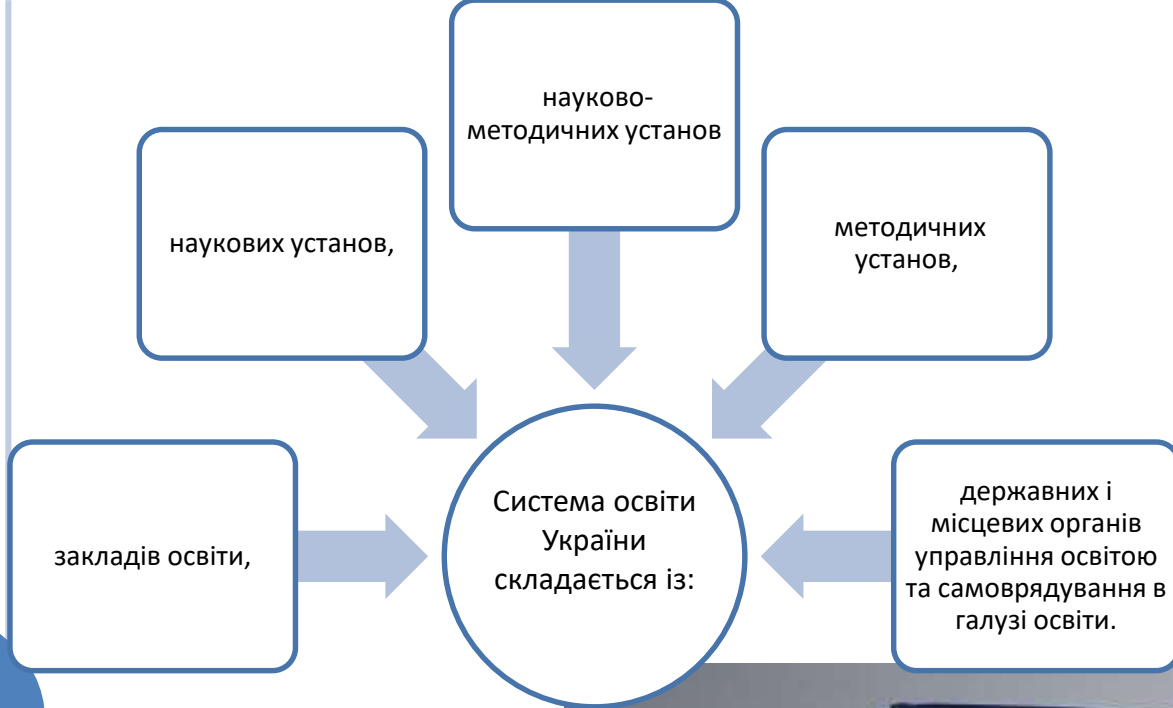 науково-
методичних установ
наукових установ,
методичних
установ,
закладів освіти,
Система освіти
України
складається із:
державних і
місцевих органів
управління освітою
та самоврядування в
галузі освіти.